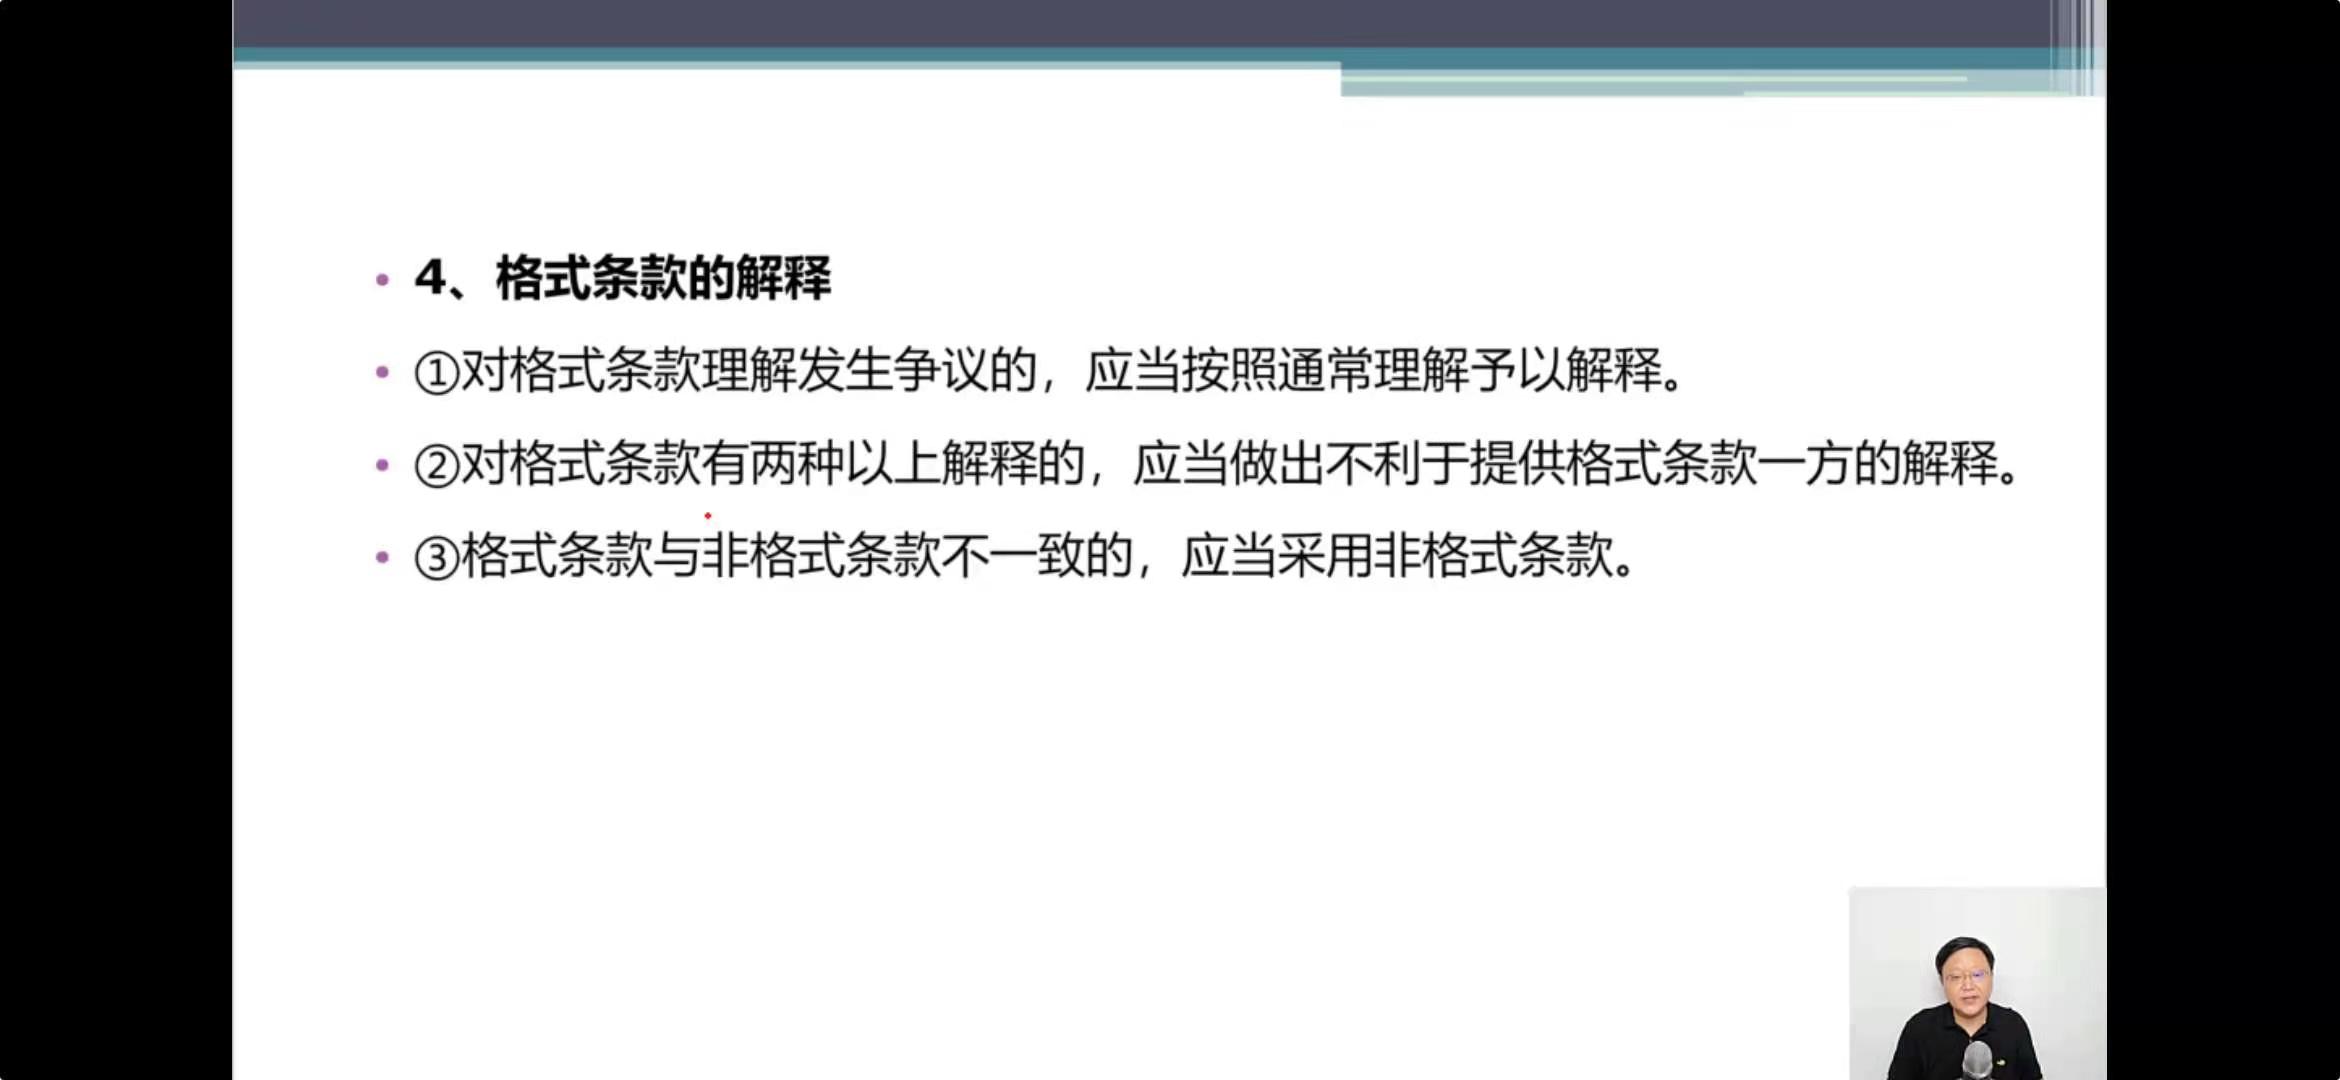 • 4、格式条款的解释
• ①对格式条款理解发生争议的，应当按照通常理解予以解释。
• ②对格式条款有两种以上解释的，应当做出不利于提供格式条款一方的解释。
• ③格式条款与非格式条款不一致的，应当采用非格式条款。